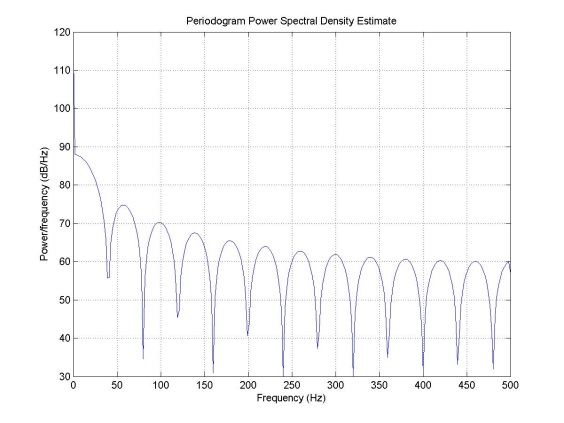 Periodogram Power Spectral Density Estimate
120
110
100
90
80
70
60
50
40
30
Power/frequency (dB/Hz)
0 50 100 150 200 250 300 350 400 450 500
Frequency (Hz)